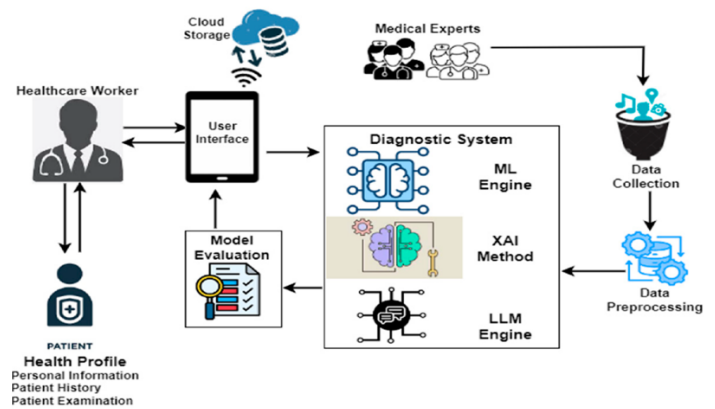 Cloud
Storage
Medical Experts
Healthcare Worker
User
Interface
Diagnostic System
ML
Engine
XAI
Method
LLM
Engine
Data
Collection
Data
Preprocessing
Model
Evaluation
PATIENT
Health Profile
Personal Information
Patient History
Patient Examination